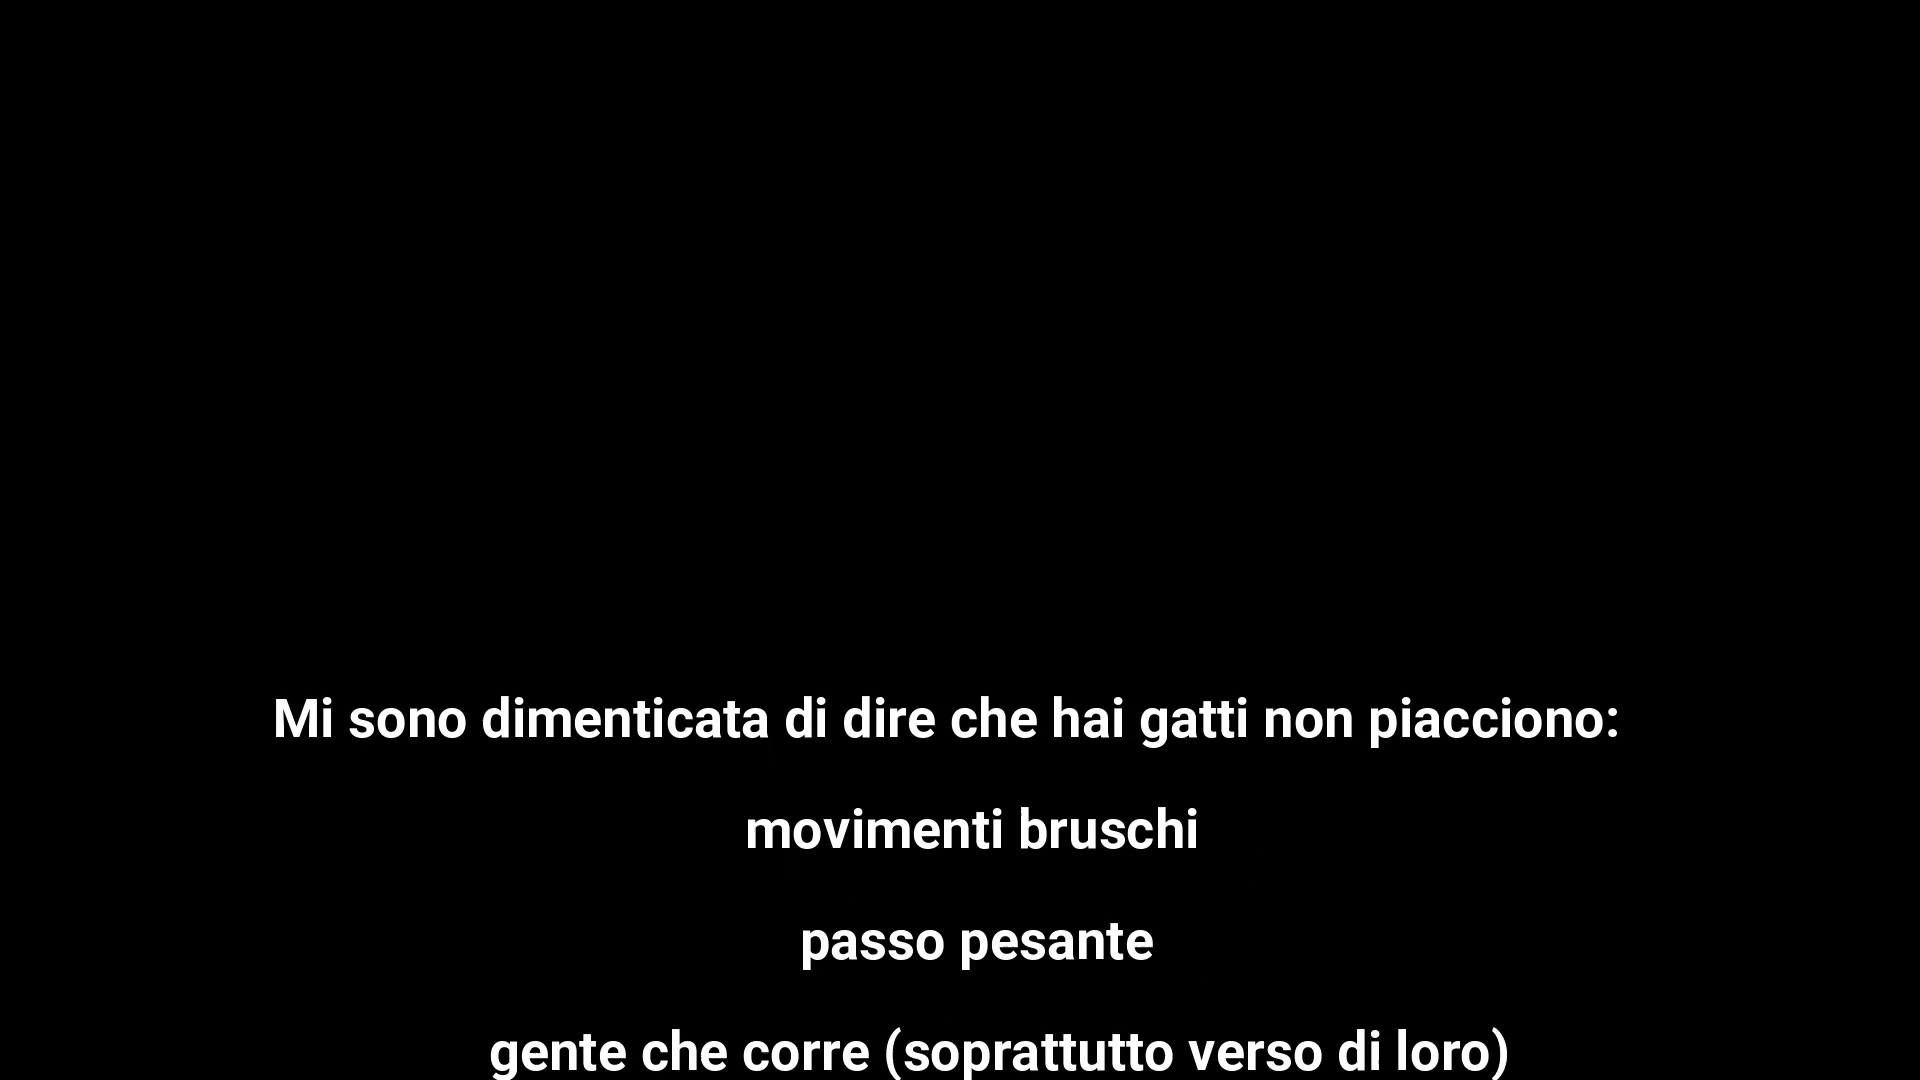 Mi sono dimenticata di dire che hai gatti non piacciono:
movimenti bruschi
passo pesante
gente che corre (soprattutto verso di loro)